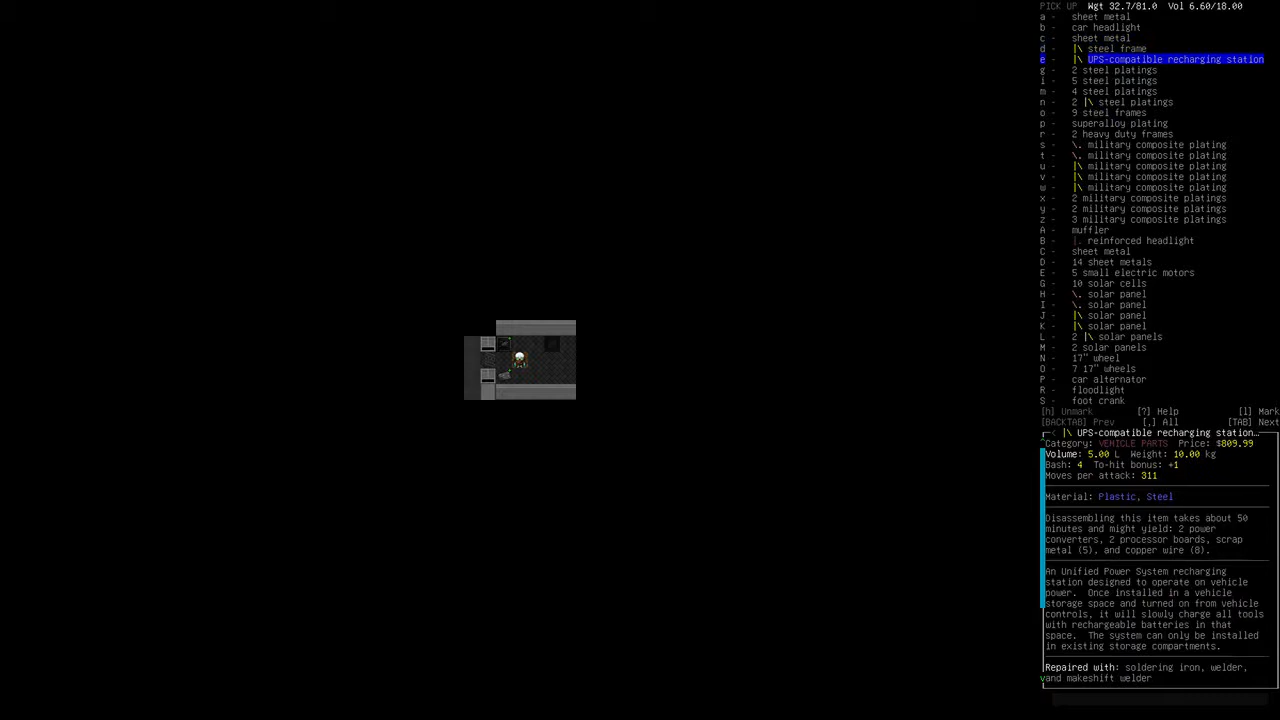 PICK UP Wgt 32.7/81.0 Vol 6.60/18.00
a - sheet metal
b - car headlight
c - sheet metal
d - |\ steel frame
e - |\ UPS-compatible recharging station
g - 2 steel platings
i - 5 steel platings
m - 4 steel platings
n - 2 |\ steel platings
o - 9 steel frames
p - superalloy plating
r - 2 heavy duty frames
s - \. military composite plating
t - \. military composite plating
u - |\ military composite plating
v - |\ military composite plating
w - |\ military composite plating
x - 2 military composite platings
y - 2 military composite platings
z - 3 military composite platings
A - muffler
B - |. reinforced headlight
C - sheet metal
D - 14 sheet metals
E - 5 small electric motors
G - 10 solar cells
H - \. solar panel
I - \. solar panel
J - |\ solar panel
K - |\ solar panel
L - 2 |\ solar panels
M - 2 solar panels
N - 17" wheel
O - 7 17" wheels
P - car alternator
R - floodlight
S - foot crank
[h] Unmark [?] Help [l] Mark
[BACKTAB] Prev [,] All [TAB] Next
< |\ UPS-compatible recharging station…
Category: VEHICLE PARTS Price: $809.99
Volume: 5.00 L Weight: 10.00 kg
Bash: 4 To-hit bonus: +1
Moves per attack: 311
Material: Plastic, Steel
Disassembling this item takes about 50
minutes and might yield: 2 power
converters, 2 processor boards, scrap
metal (5), and copper wire (8).
An Unified Power System recharging
station designed to operate on vehicle
power. Once installed in a vehicle
storage space and turned on from vehicle
controls, it will slowly charge all tools
with rechargeable batteries in that
space. The system can only be installed
in existing storage compartments.
Repaired with: soldering iron, welder,
and makeshift welder